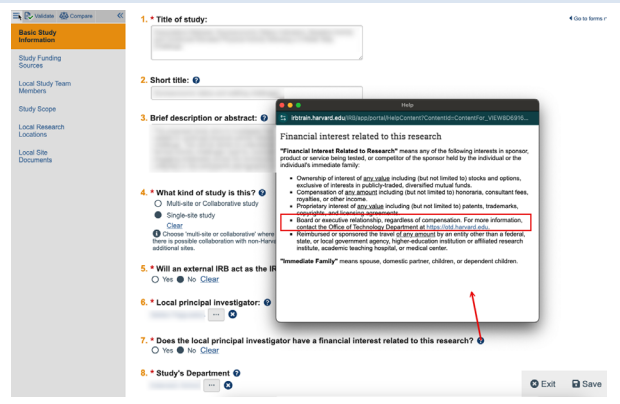 Validate Compare «
Basic Study
Information
Study Funding
Sources
Local Study Team
Members
Study Scope
Local Research
Locations
Local Site
Documents
1. * Title of study:
Go to forms
2. Short title:
3. Brief description or abstract:
4. * What kind of study is this?
Multi-site or Collaborative study
Single-site study
Clear
Choose 'multi-site or collaborative' where
there is possible collaboration with non-Harv
additional sites.
5. * Will an external IRB act as the IR
Yes No Clear
6. * Local principal investigator:
...
7. * Does the local principal investigator have a financial interest related to this research?
Yes No Clear
8. * Study's Department
...
Exit Save
Help
irbtrain.harvard.edu/IRB/app/portal/HelpContent?ContentId=ContentFor_VIEW8D6916...
Financial interest related to this research
"Financial Interest Related to Research" means any of the following interests in sponsor,
product or service being tested, or competitor of the sponsor held by the individual or the
individual's immediate family:
• Ownership of interest of any value including (but not limited to) stocks and options,
exclusive of interests in publicly-traded, diversified mutual funds.
• Compensation of any amount including (but not limited to) honoraria, consultant fees,
royalties, or other income.
• Proprietary interest of any value including (but not limited to) patents, trademarks,
copyrights, and licensing agreements.
• Board or executive relationship, regardless of compensation. For more information,
contact the Office of Technology Department at https://otd.harvard.edu.
• Reimbursed or sponsored the travel of any amount by an entity other than a federal,
state, or local government agency, higher-education institution or affiliated research
institute, academic teaching hospital, or medical center.
"Immediate Family" means spouse, domestic partner, children, or dependent children.